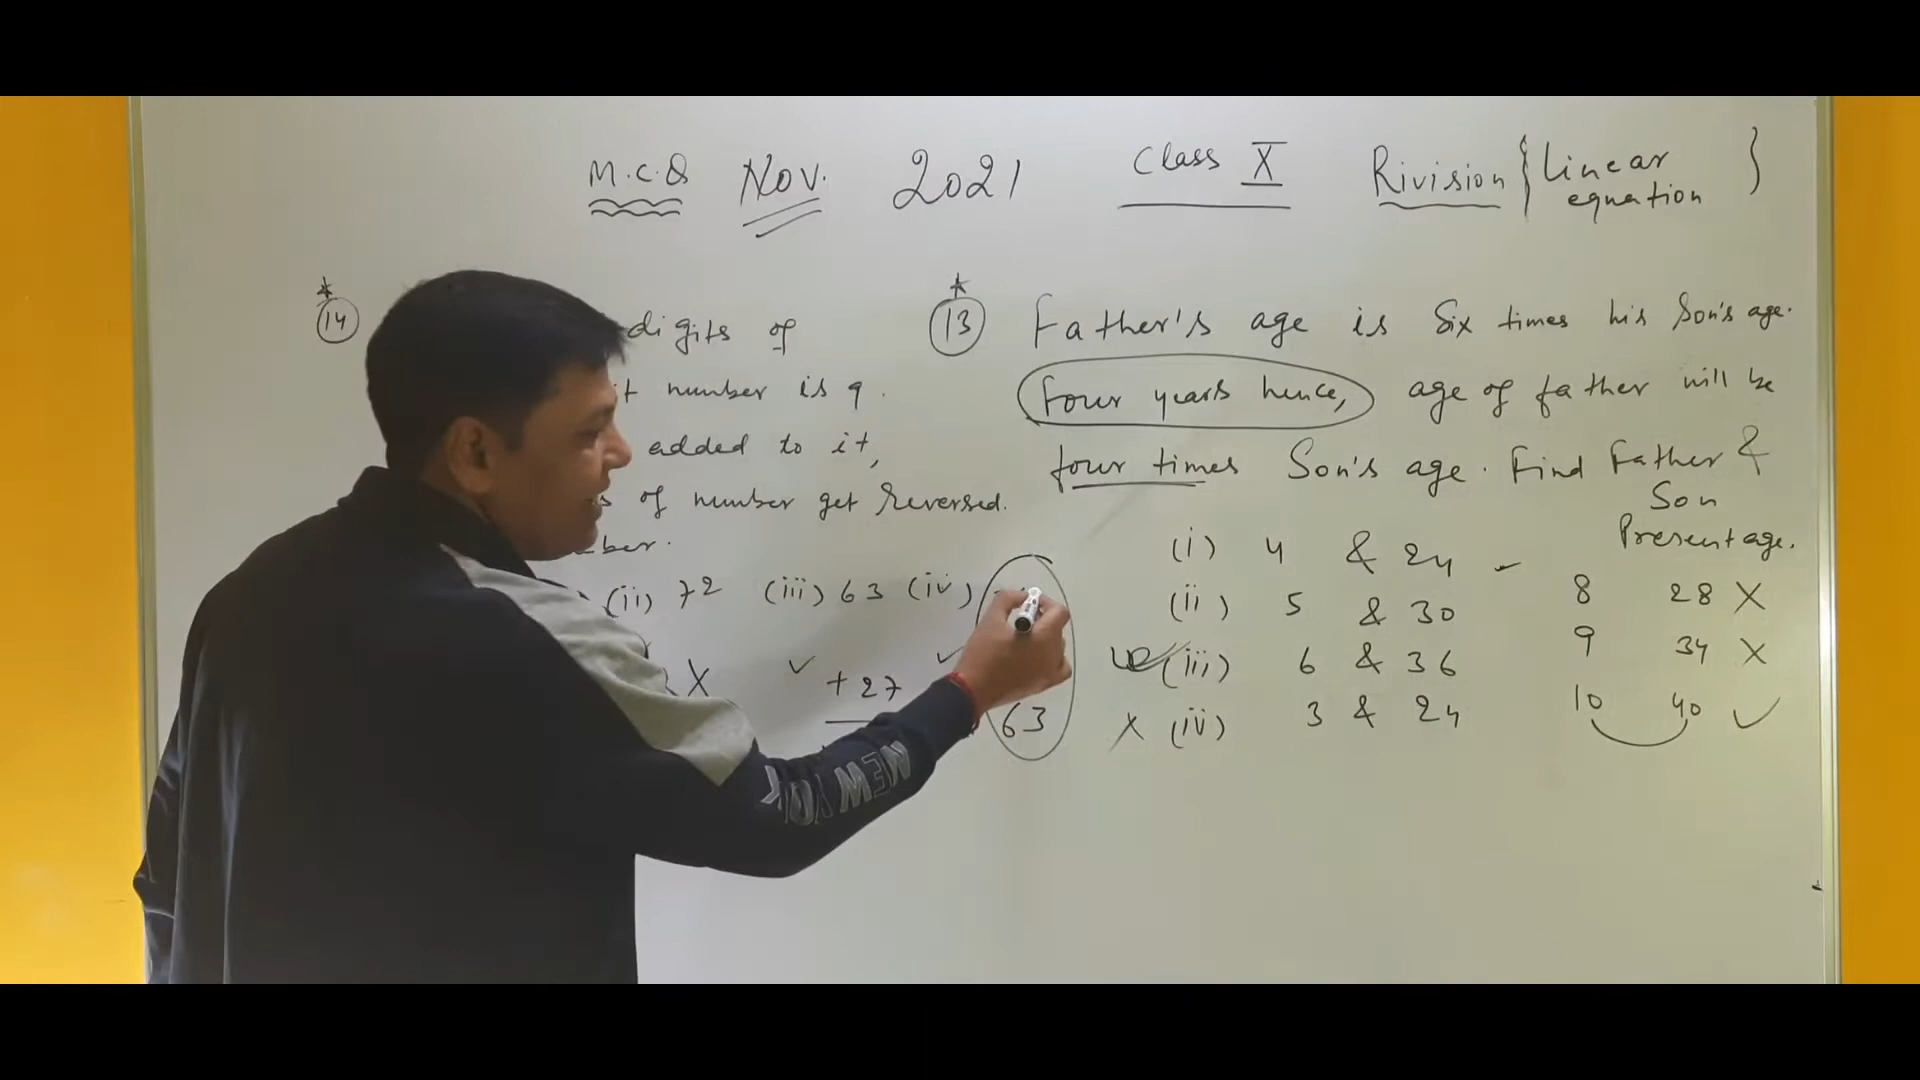 M.C.Q Nov. 2021 Class X Rivision {linear equation}
14
digits of
number is 9.
added to it,
of number get reversed.
(ii) 72 (iii) 63 (iv)
X ✓ + 27 ✓
63
13 Father's age is Six times his Son's age.
four years hence, age of father will be
four times Son's age. Find Father &
Son
Present age.
(i) 4 & 24
(ii) 5 & 30
(iii) 6 & 36
X (iv) 3 & 24
8 28 X
9 34 X
10 40 ✓
NEW YORK